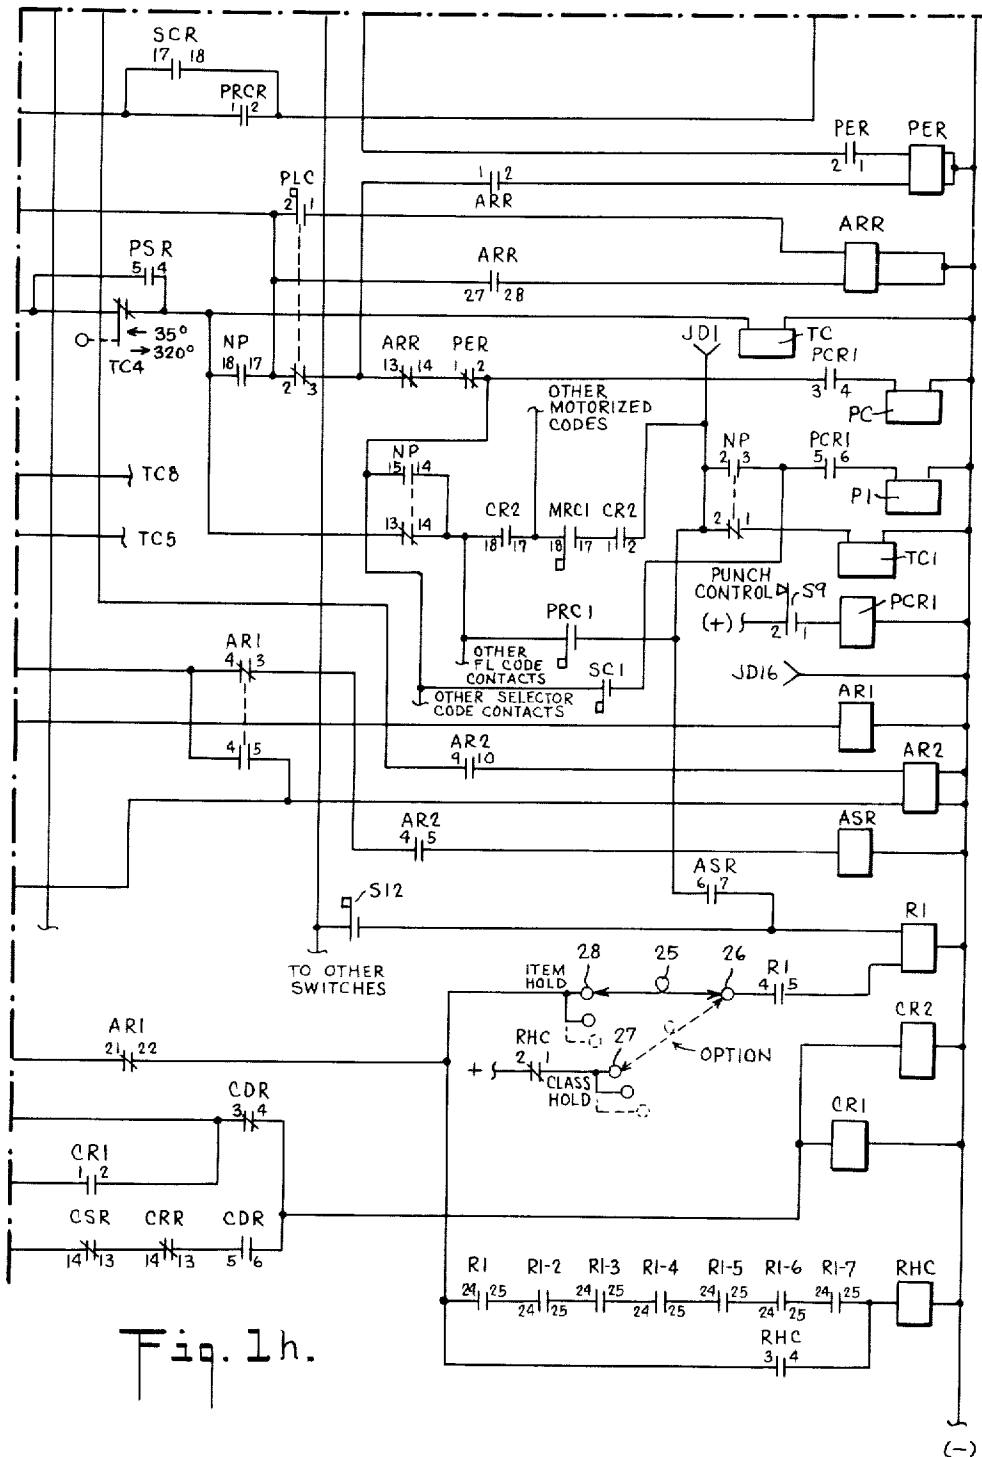 SCR
17 18
PRCR
1 2
PER
2 1
PER
PLC
2 1
1 2
ARR
ARR
PSR
5 4
ARR
27 28
35°
320°
TC4
JD1
TC
NP
18 17
2 3
ARR
13 14
PER
1 2
PCR1
3 4
PC
OTHER
MOTORIZED
CODES
NP
15 14
NP
2 3
PCR1
5 6
P1
TC8
13 14
CR2
18 17
MRC1
18 17
CR2
1 2
2 1
TC1
TC5
PUNCH
CONTROL
S9
(+)
2 1
PCR1
PRC1
AR1
4 3
OTHER
FL CODE
CONTACTS
SC1
JD16
OTHER SELECTOR
CODE CONTACTS
AR1
4 5
AR2
9 10
AR2
AR2
4 5
ASR
ASR
6 7
S12
R1
TO OTHER
SWITCHES
ITEM
HOLD
28
25
26
R1
4 5
AR1
21 22
RHC
2 1
27
OPTION
+
CLASS
HOLD
CR2
CDR
3 4
CR1
CR1
1 2
CSR
14 13
CRR
14 13
CDR
5 6
R1
24 25
R1-2
24 25
R1-3
24 25
R1-4
24 25
R1-5
24 25
R1-6
24 25
R1-7
24 25
RHC
RHC
3 4
Fig. 1h.
(-)